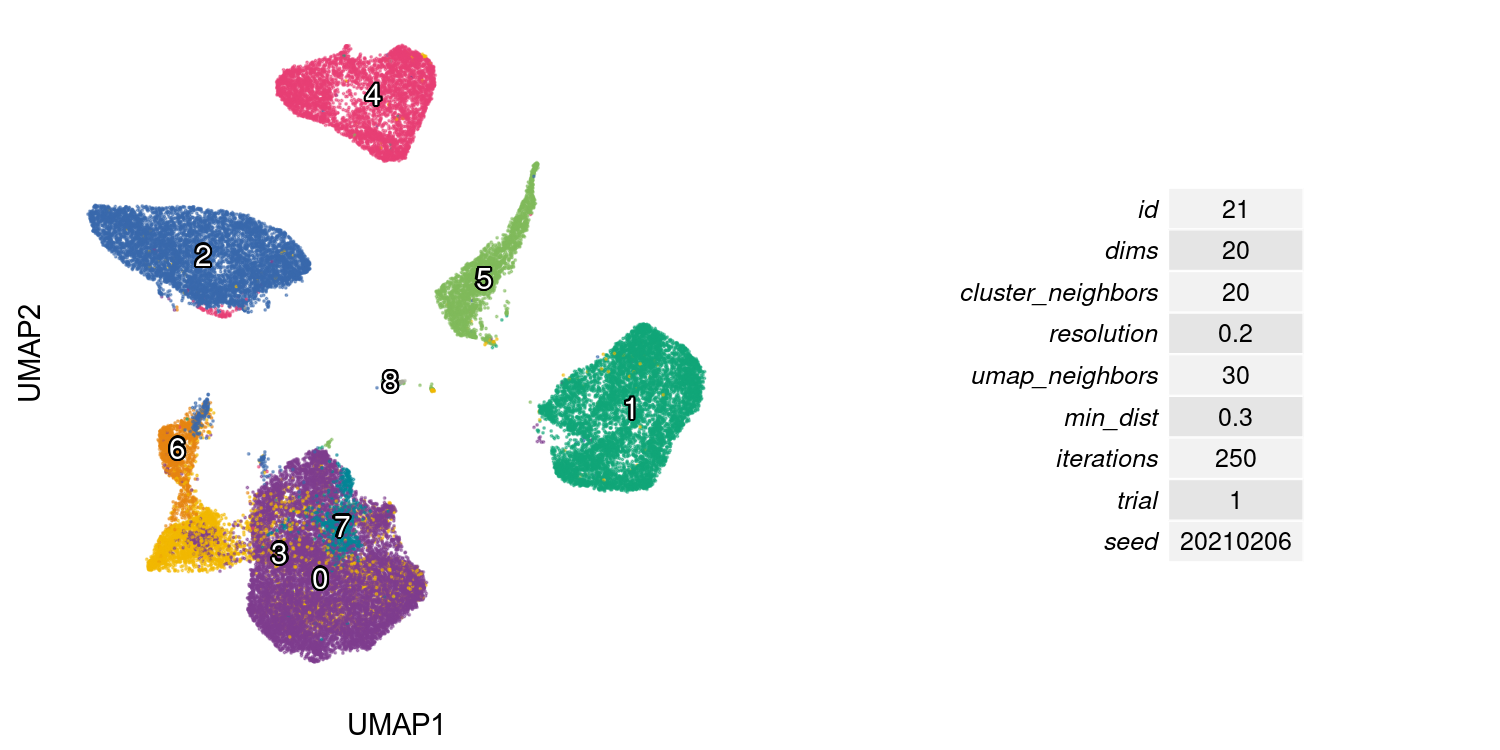 4
2
5
8
1
6
7
3
0
UMAP2
UMAP1
id 21
dims 20
cluster_neighbors 20
resolution 0.2
umap_neighbors 30
min_dist 0.3
iterations 250
trial 1
seed 20210206